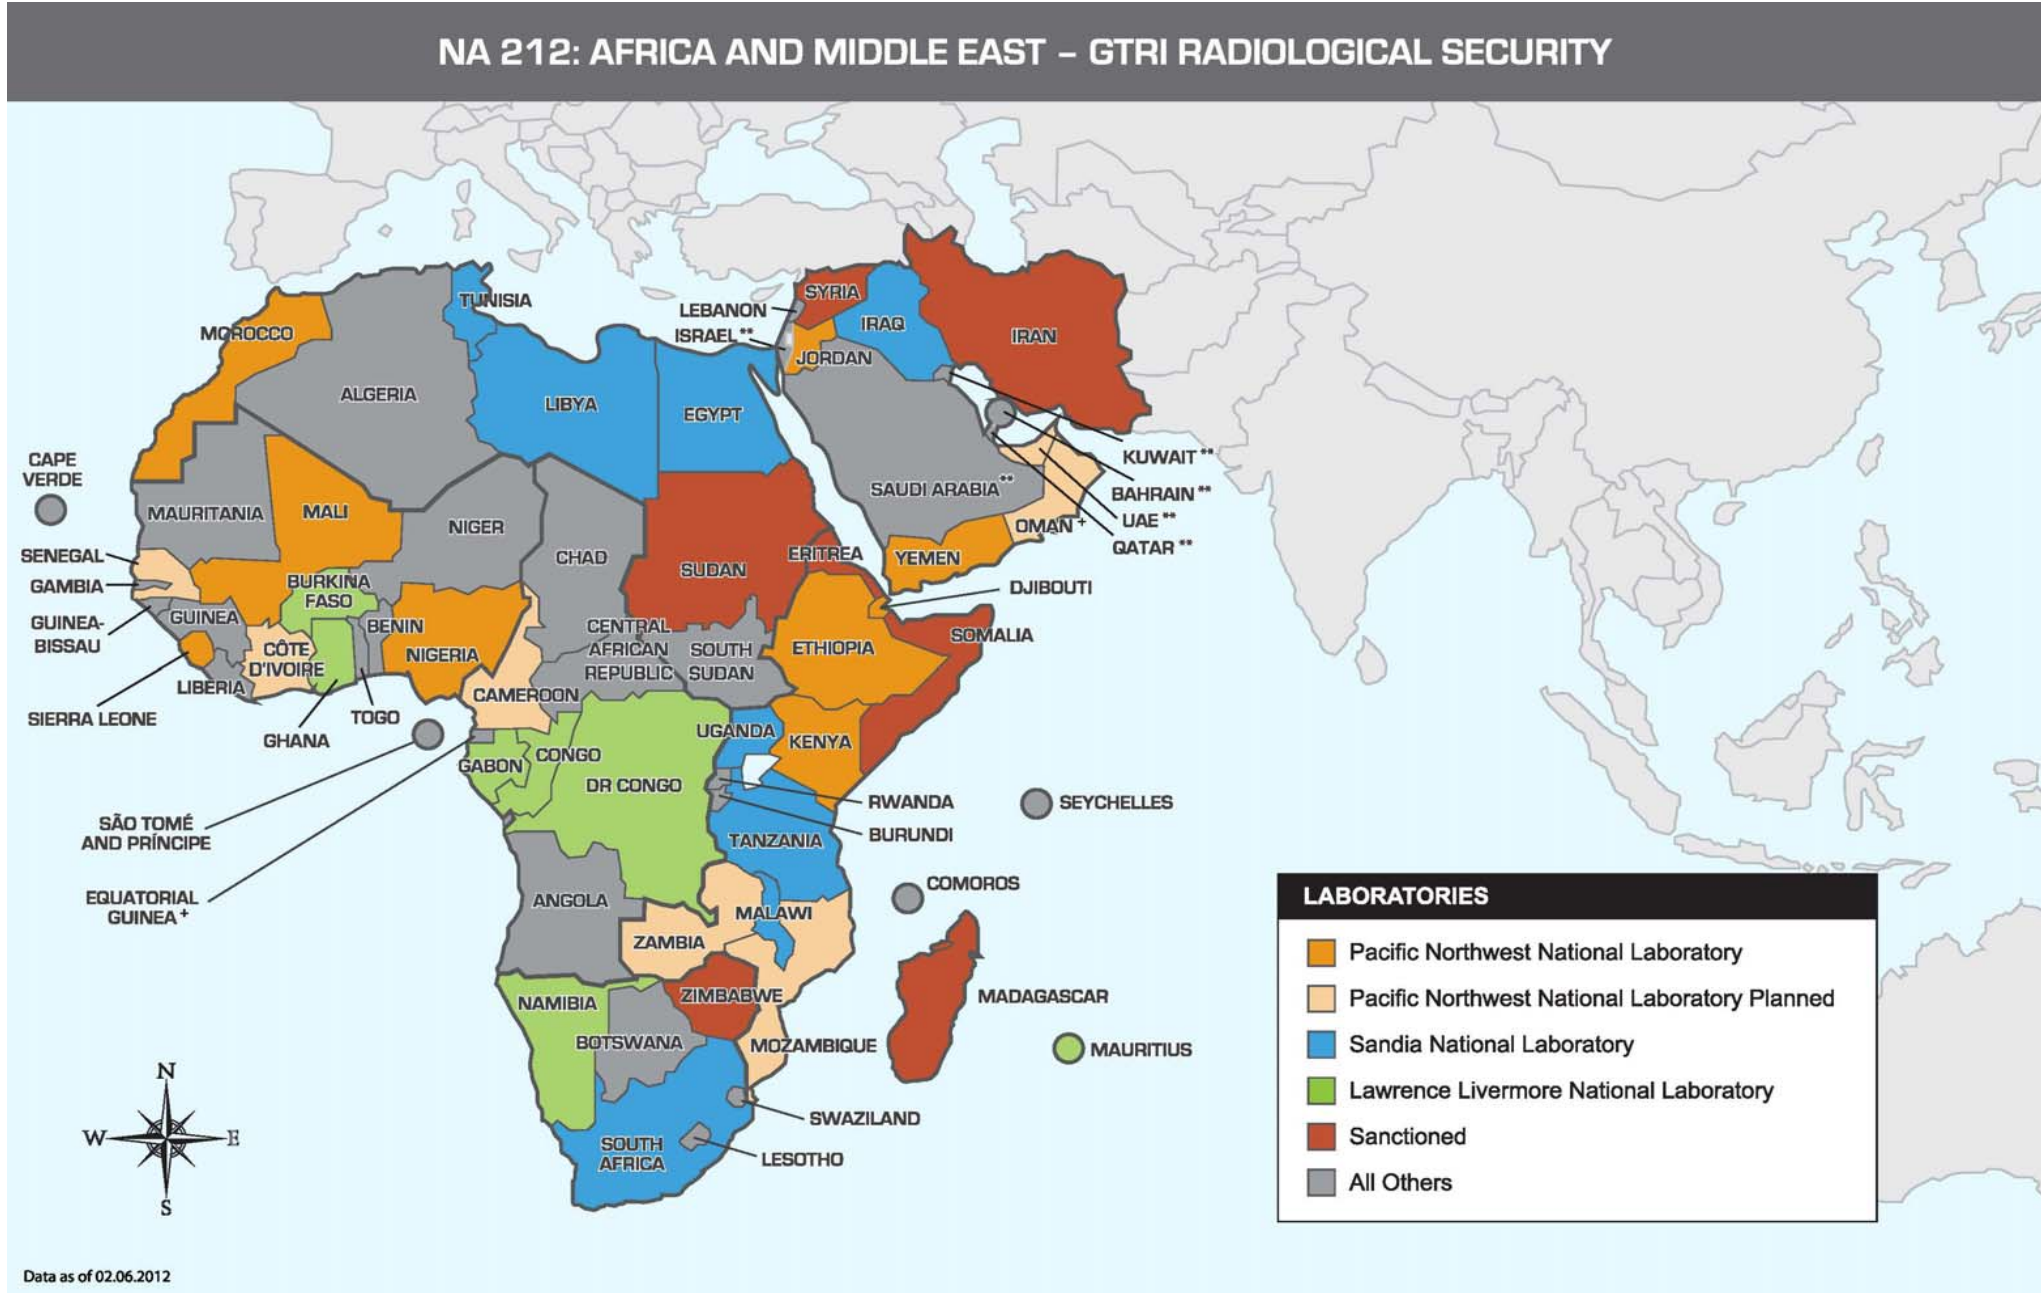 NA 212: AFRICA AND MIDDLE EAST – GTRI RADIOLOGICAL SECURITY
TUNISIA
MOROCCO
ALGERIA
LIBYA
EGYPT
LEBANON
ISRAEL**
SYRIA
IRAQ
JORDAN
IRAN
KUWAIT**
BAHRAIN**
UAE**
QATAR**
SAUDI ARABIA**
OMAN+
YEMEN
CAPE
VERDE
MAURITANIA
MALI
NIGER
CHAD
SUDAN
ERITREA
DJIBOUTI
SENEGAL
GAMBIA
GUINEA-
BISSAU
GUINEA
SIERRA LEONE
LIBERIA
CÔTE
D'IVOIRE
BURKINA
FASO
GHANA
TOGO
BENIN
NIGERIA
CAMEROON
CENTRAL
AFRICAN
REPUBLIC
SOUTH
SUDAN
ETHIOPIA
SOMALIA
UGANDA
KENYA
GABON
CONGO
DR CONGO
RWANDA
BURUNDI
SEYCHELLES
SÃO TOMÉ
AND PRÍNCIPE
EQUATORIAL
GUINEA+
TANZANIA
COMOROS
ANGOLA
MALAWI
ZAMBIA
NAMIBIA
ZIMBABWE
BOTSWANA
MOZAMBIQUE
MADAGASCAR
MAURITIUS
SWAZILAND
SOUTH
AFRICA
LESOTHO
LABORATORIES
Pacific Northwest National Laboratory
Pacific Northwest National Laboratory Planned
Sandia National Laboratory
Lawrence Livermore National Laboratory
Sanctioned
All Others
N
W
E
S
Data as of 02.06.2012